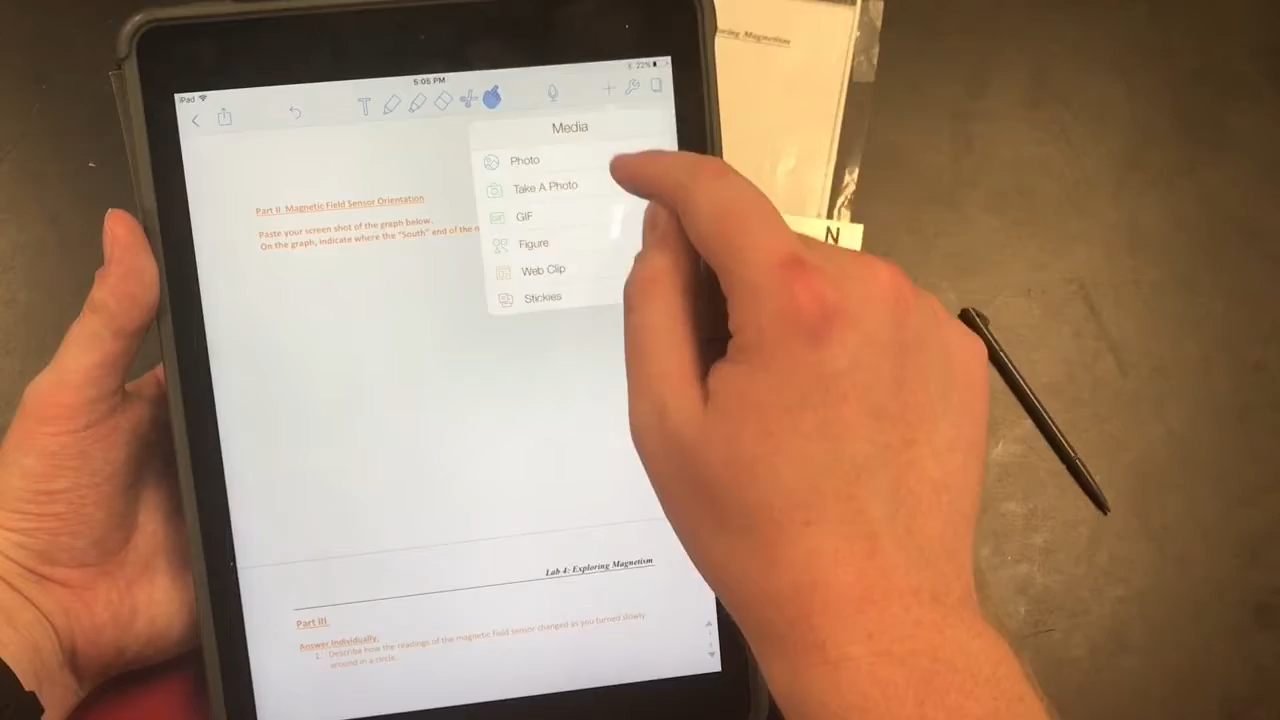 oring Magnetism
iPad
5:05 PM
22%
T
Media
Photo
Take A Photo
GIF
Figure
Web Clip
Stickies
Part II Magnetic Field Sensor Orientation
Paste your screen shot of the graph below.
On the graph, indicate where the "South" end of the
N
Lab 4: Exploring Magnetism
Part III
Answer Individually:
1. Describe how the readings of the magnetic field sensor changed as you turned slowly
around in a circle.